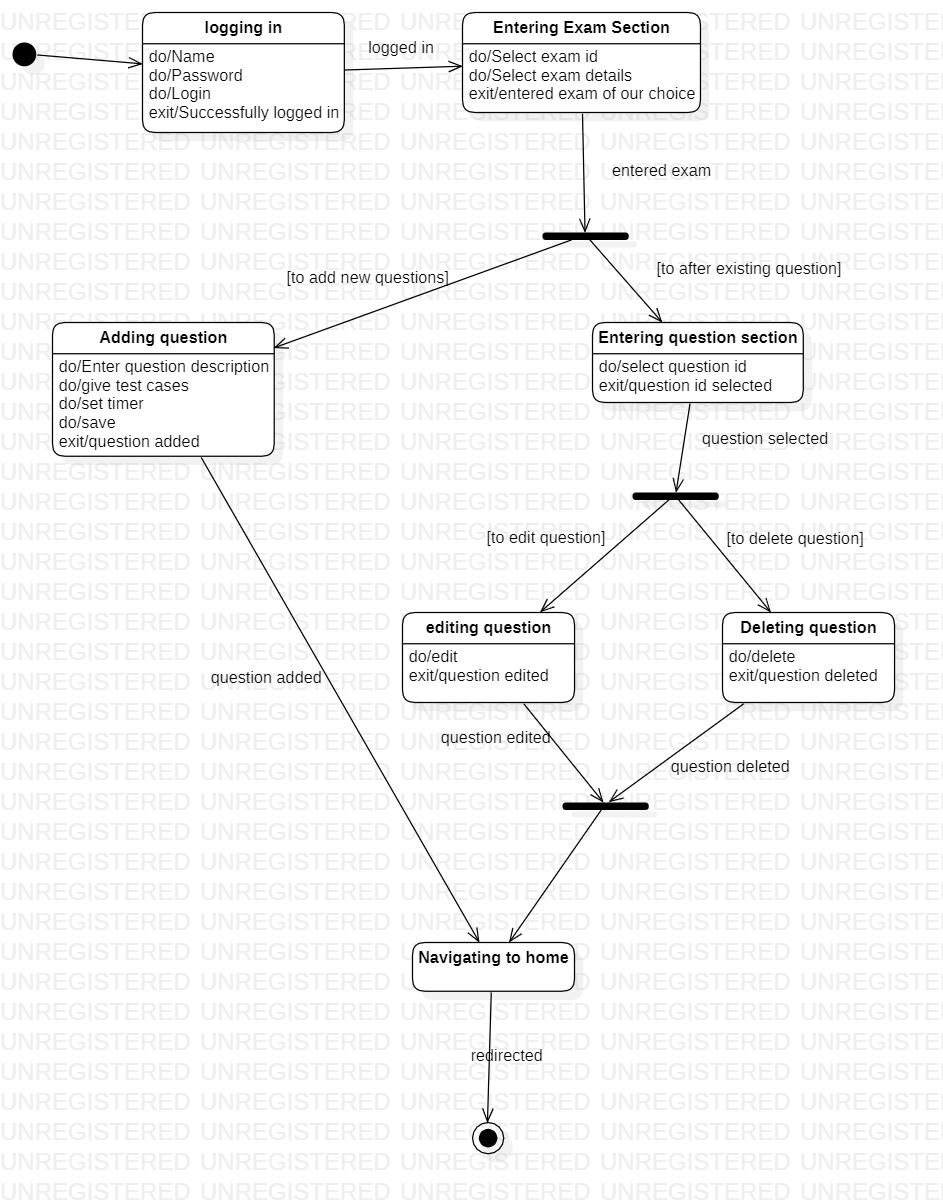 logging in
do/Name
do/Password
do/Login
exit/Successfully logged in
logged in
Entering Exam Section
do/Select exam id
do/Select exam details
exit/entered exam of our choice
entered exam
[to add new questions]
[to after existing question]
Adding question
do/Enter question description
do/give test cases
do/set timer
do/save
exit/question added
Entering question section
do/select question id
exit/question id selected
question selected
[to edit question]
[to delete question]
editing question
do/edit
exit/question edited
Deleting question
do/delete
exit/question deleted
question added
question edited
question deleted
Navigating to home
redirected
UNREGISTERED